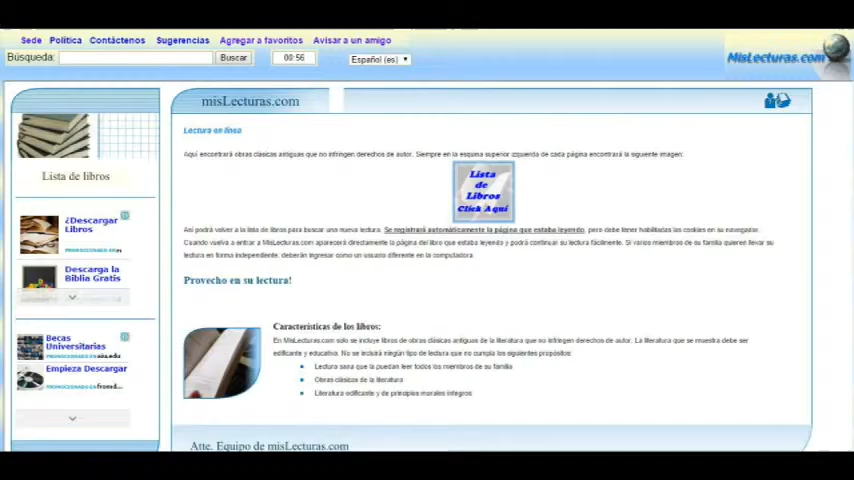 Sede Política Contáctenos Sugerencias Agregar a favoritos Avisar a un amigo
Búsqueda: Buscar 00:56 Español (es)
MisLecturas.com
misLecturas.com
Lectura en línea
Aquí encontrará obras clásicas antiguas que no infringen derechos de autor. Siempre en la esquina superior izquierda de cada página encontrará la siguiente imagen:
Lista
de
Libros
Click Aquí
Así podrá volver a la lista de libros para buscar una nueva lectura. Se registrará automáticamente la página que estaba leyendo, pero debe tener habilitadas las cookies en su navegador.
Cuando vuelva a entrar a MisLecturas.com aparecerá directamente la página del libro que estaba leyendo y podrá continuar su lectura fácilmente. Si varios miembros de su familia quieren llevar su
lectura en forma independiente, deberán ingresar como un usuario diferente en la computadora.
Provecho en su lectura!
Características de los libros:
En MisLecturas.com solo se incluye libros de obras clásicas antiguas de la literatura que no infringen derechos de autor. La literatura que se muestra debe ser
edificante y educativa. No se incluirá ningún tipo de lectura que no cumpla los siguientes propósitos:
Lectura sana que la puedan leer todos los miembros de su familia
Obras clásicas de la literatura
Literatura edificante y de principios morales íntegros
Atte. Equipo de misLecturas.com
Lista de libros
¿Descargar
Libros
PROMOCIONADO EN
Descarga la
Biblia Gratis
Becas
Universitarias
PROMOCIONADO EN aiu.edu
Empieza Descargar
PROMOCIONADO EN fromd...